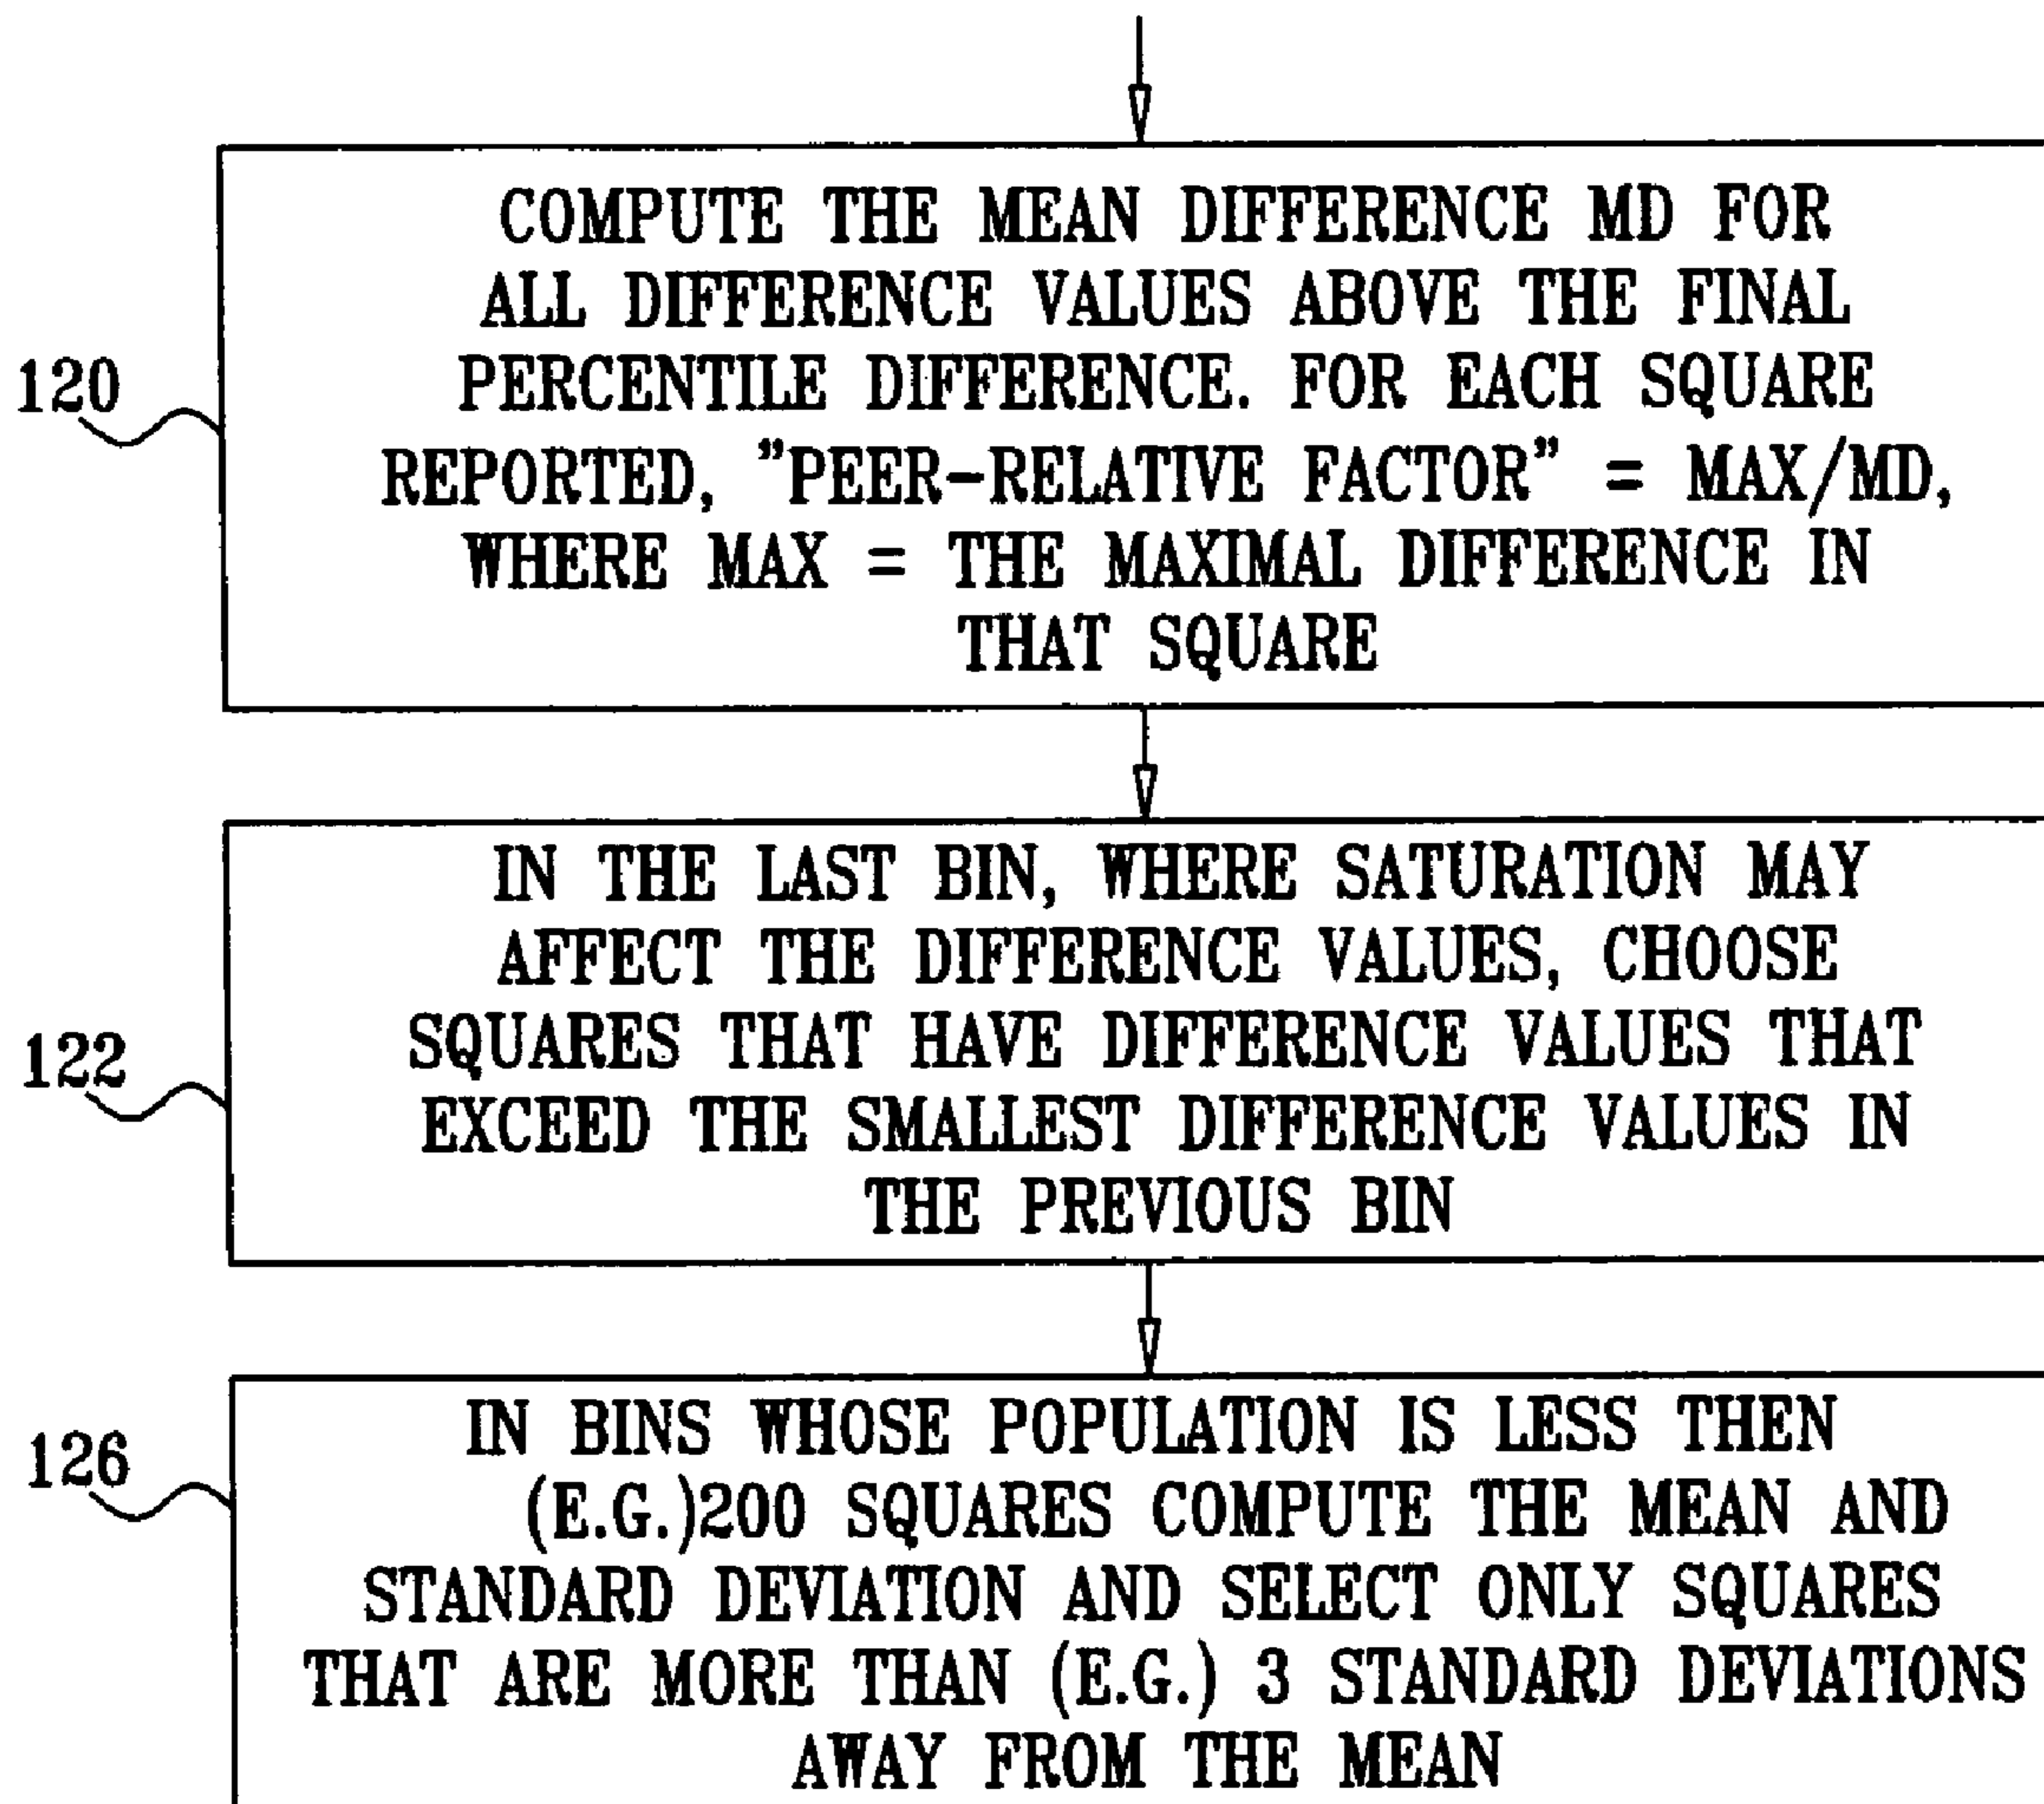 COMPUTE THE MEAN DIFFERENCE MD FOR
ALL DIFFERENCE VALUES ABOVE THE FINAL
PERCENTILE DIFFERENCE. FOR EACH SQUARE
REPORTED, ”PEER-RELATIVE FACTOR” = MAX/MD,
WHERE MAX = THE MAXIMAL DIFFERENCE IN
THAT SQUARE
120
IN THE LAST BIN, WHERE SATURATION MAY
AFFECT THE DIFFERENCE VALUES, CHOOSE
SQUARES THAT HAVE DIFFERENCE VALUES THAT
EXCEED THE SMALLEST DIFFERENCE VALUES IN
THE PREVIOUS BIN
122
IN BINS WHOSE POPULATION IS LESS THEN
(E.G.)200 SQUARES COMPUTE THE MEAN AND
STANDARD DEVIATION AND SELECT ONLY SQUARES
THAT ARE MORE THAN (E.G.) 3 STANDARD DEVIATIONS
AWAY FROM THE MEAN
126